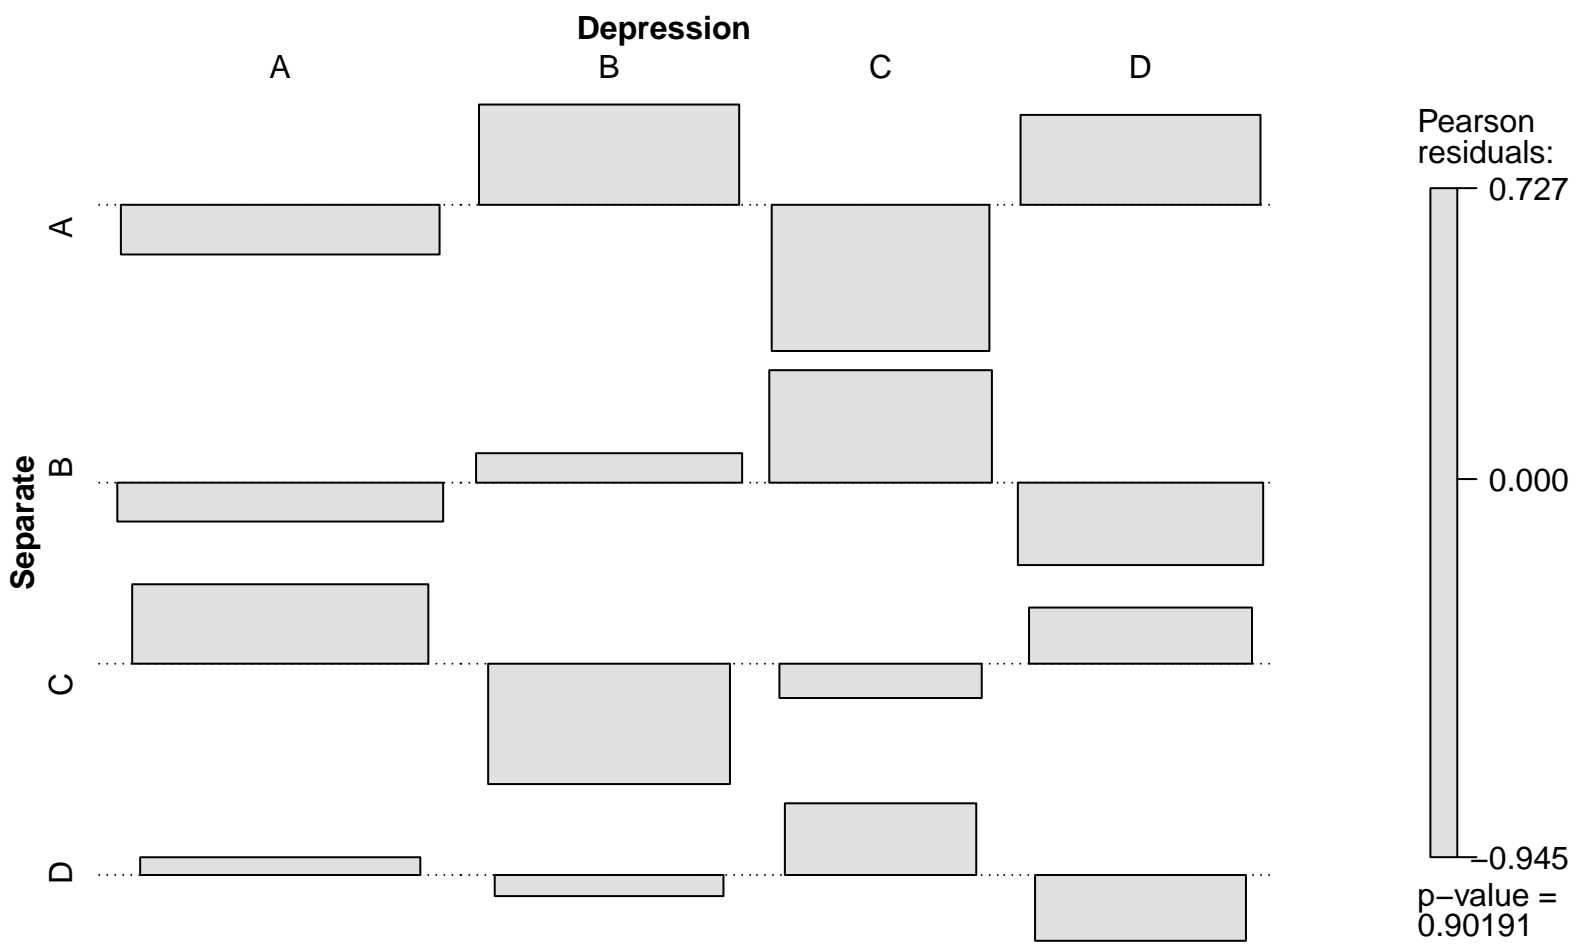 Depression
A B C D
Pearson
residuals:
0.727
A
B
0.000
Separate
C
−0.945
D
p−value =
0.90191